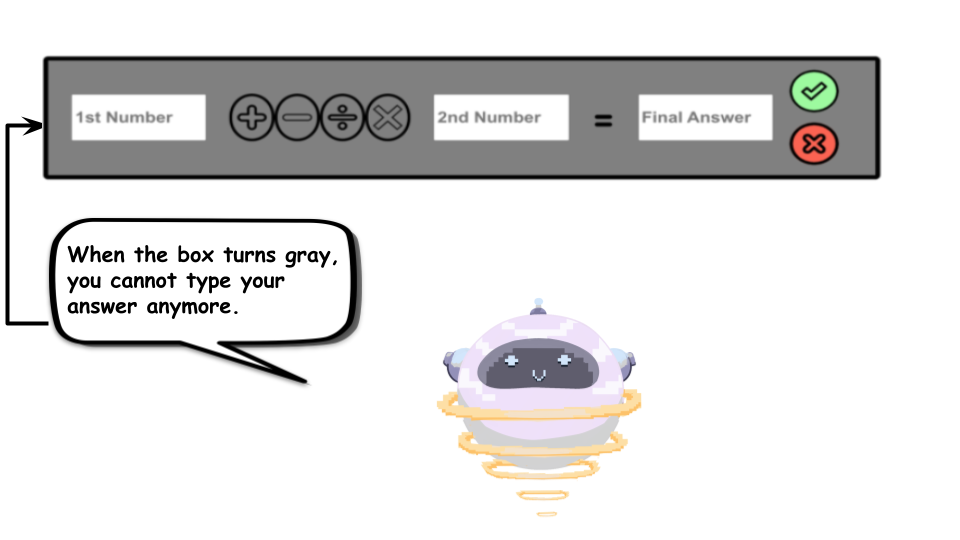 1st Number 2nd Number = Final Answer
When the box turns gray,
you cannot type your
answer anymore.